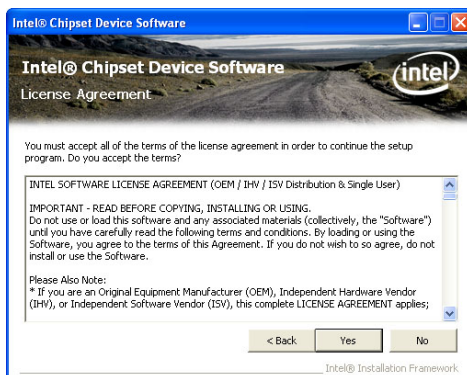 Intel® Chipset Device Software
Intel® Chipset Device Software
intel®
License Agreement
You must accept all of the terms of the license agreement in order to continue the setup
program. Do you accept the terms?
INTEL SOFTWARE LICENSE AGREEMENT (OEM / IHV / ISV Distribution & Single User)
IMPORTANT - READ BEFORE COPYING, INSTALLING OR USING.
Do not use or load this software and any associated materials (collectively, the "Software")
until you have carefully read the following terms and conditions. By loading or using the
Software, you agree to the terms of this Agreement. If you do not wish to so agree, do not
install or use the Software.
Please Also Note:
* If you are an Original Equipment Manufacturer (OEM), Independent Hardware Vendor
(IHV), or Independent Software Vendor (ISV), this complete LICENSE AGREEMENT applies;
< Back Yes No
Intel® Installation Framework